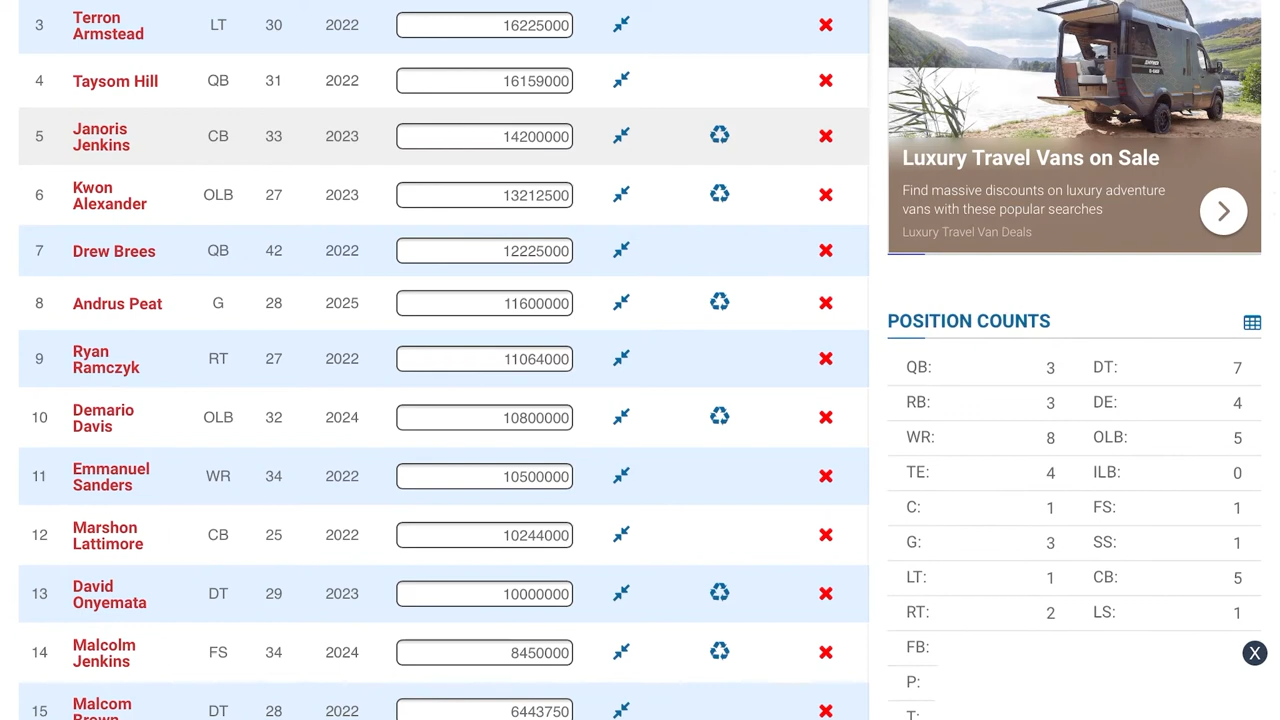 3 Terron Armstead LT 30 2022 16225000
4 Taysom Hill QB 31 2022 16159000
5 Janoris Jenkins CB 33 2023 14200000
6 Kwon Alexander OLB 27 2023 13212500
7 Drew Brees QB 42 2022 12225000
8 Andrus Peat G 28 2025 11600000
9 Ryan Ramczyk RT 27 2022 11064000
10 Demario Davis OLB 32 2024 10800000
11 Emmanuel Sanders WR 34 2022 10500000
12 Marshon Lattimore CB 25 2022 10244000
13 David Onyemata DT 29 2023 10000000
14 Malcolm Jenkins FS 34 2024 8450000
15 Malcom Brown DT 28 2022 6443750
Luxury Travel Vans on Sale
Find massive discounts on luxury adventure
vans with these popular searches
Luxury Travel Van Deals
POSITION COUNTS
QB: 3 DT: 7
RB: 3 DE: 4
WR: 8 OLB: 5
TE: 4 ILB: 0
C: 1 FS: 1
G: 3 SS: 1
LT: 1 CB: 5
RT: 2 LS: 1
FB:
P:
T:
X